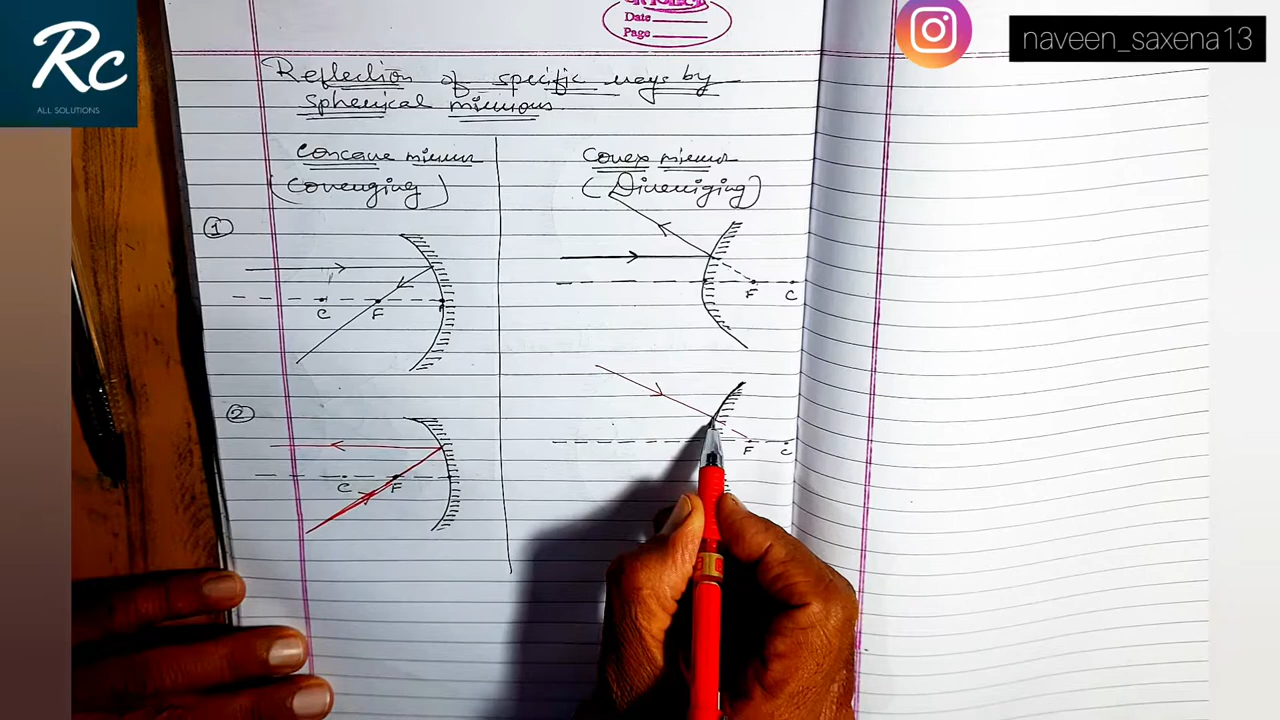 Rc
ALL SOLUTIONS
Date
Page
naveen_saxena13
Reflection of specific rays by
spherical mirrors
Concave mirror
(Converging)
Convex mirror
(Diverging)
①
C F
F C
②
C F
F C